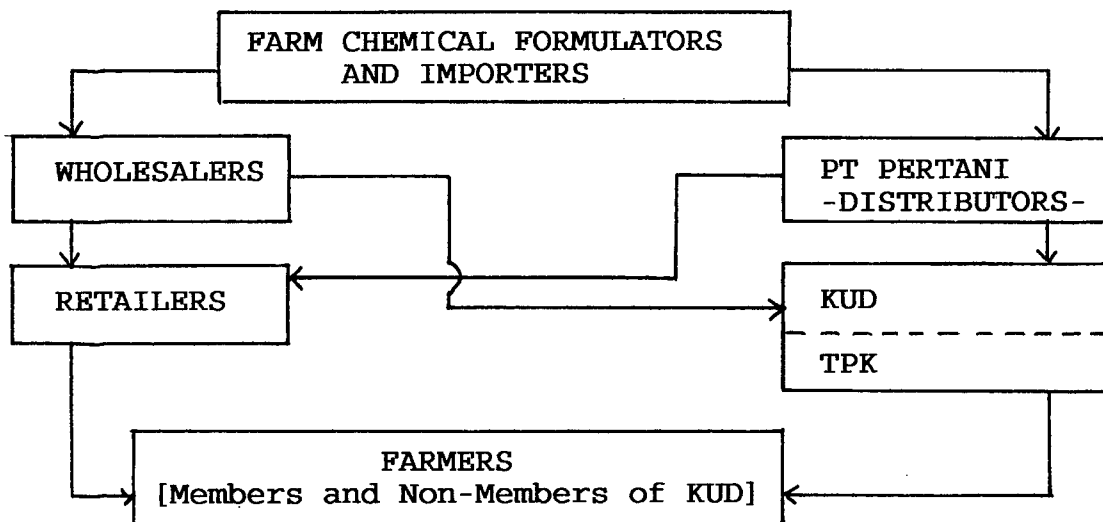 FARM CHEMICAL FORMULATORS
AND IMPORTERS
WHOLESALERS
PT PERTANI
-DISTRIBUTORS-
RETAILERS
KUD
TPK
FARMERS
[Members and Non-Members of KUD]